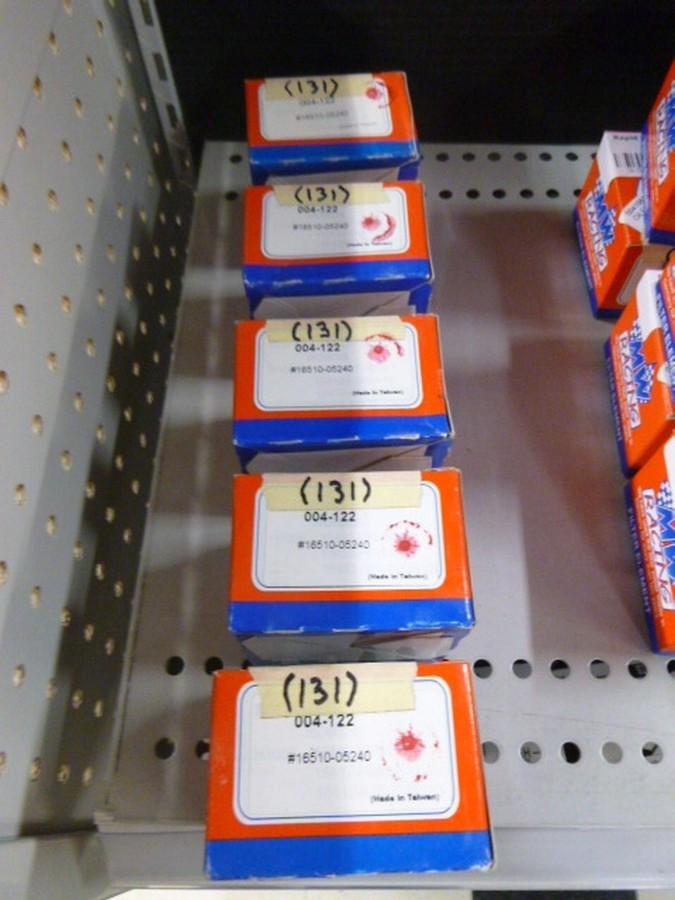 (131)
004-122
#16510-05240
(131)
004-122
#16510-05240
(Made in Taiwan)
(131)
004-122
#16510-05240
(Made in Taiwan)
(131)
004-122
#16510-05240
(Made in Taiwan)
(131)
004-122
#16510-05240
(Made in Taiwan)
MW
RACING
MW
RACING
MW
RACING